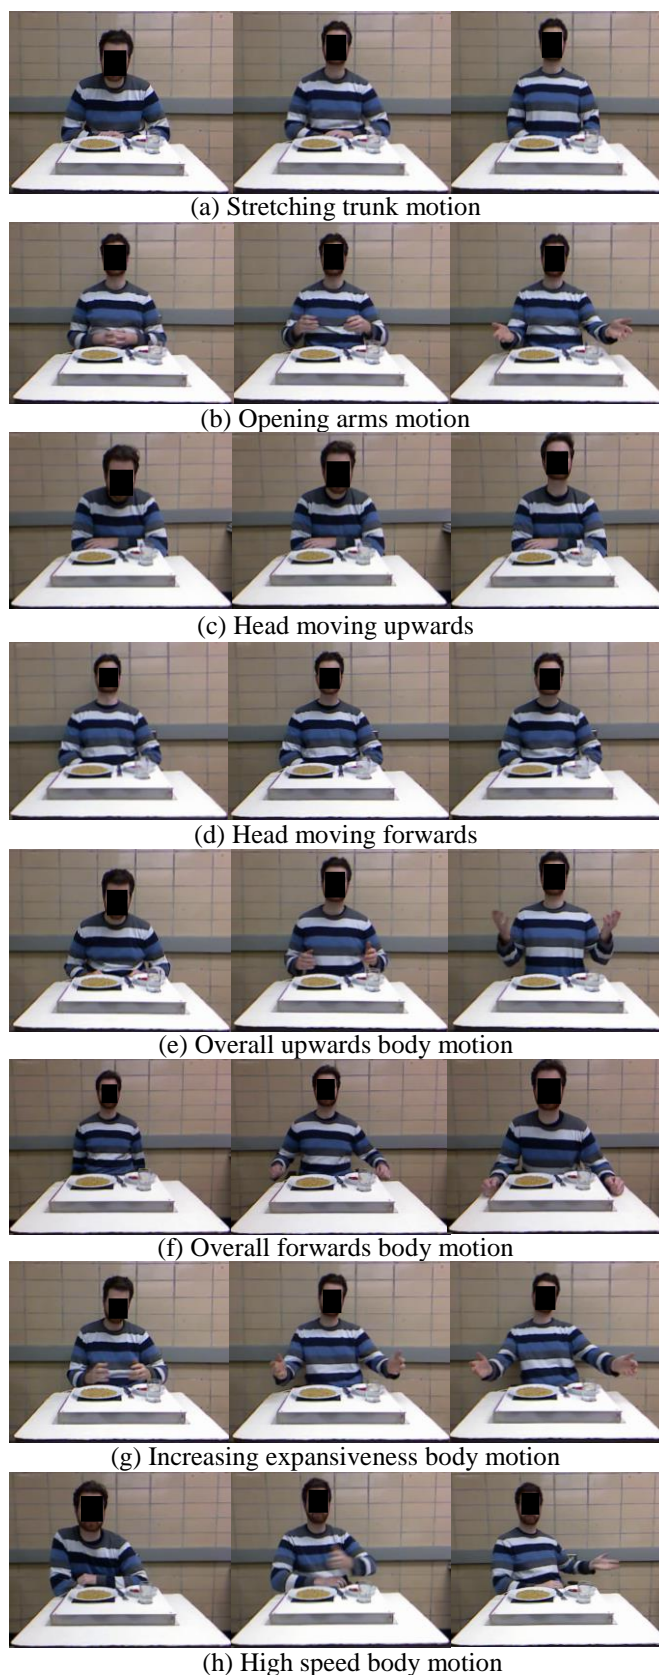 (a) Stretching trunk motion
(b) Opening arms motion
(c) Head moving upwards
(d) Head moving forwards
(e) Overall upwards body motion
(f) Overall forwards body motion
(g) Increasing expansiveness body motion
(h) High speed body motion